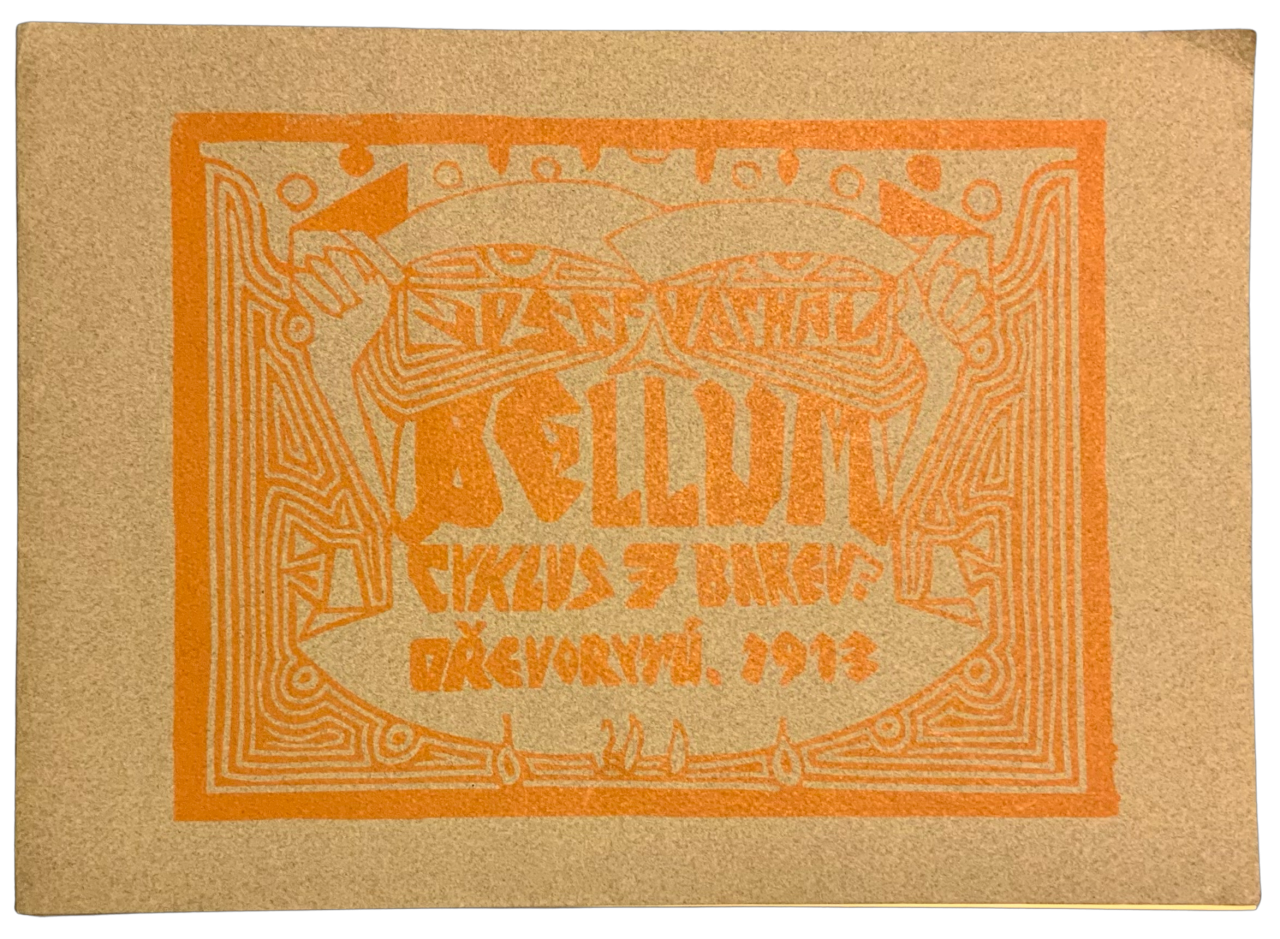 JOSEF VÁCHAL
BELLUM
CYKLUS 7 BAREV:
DŘEVORYTŮ. 1913